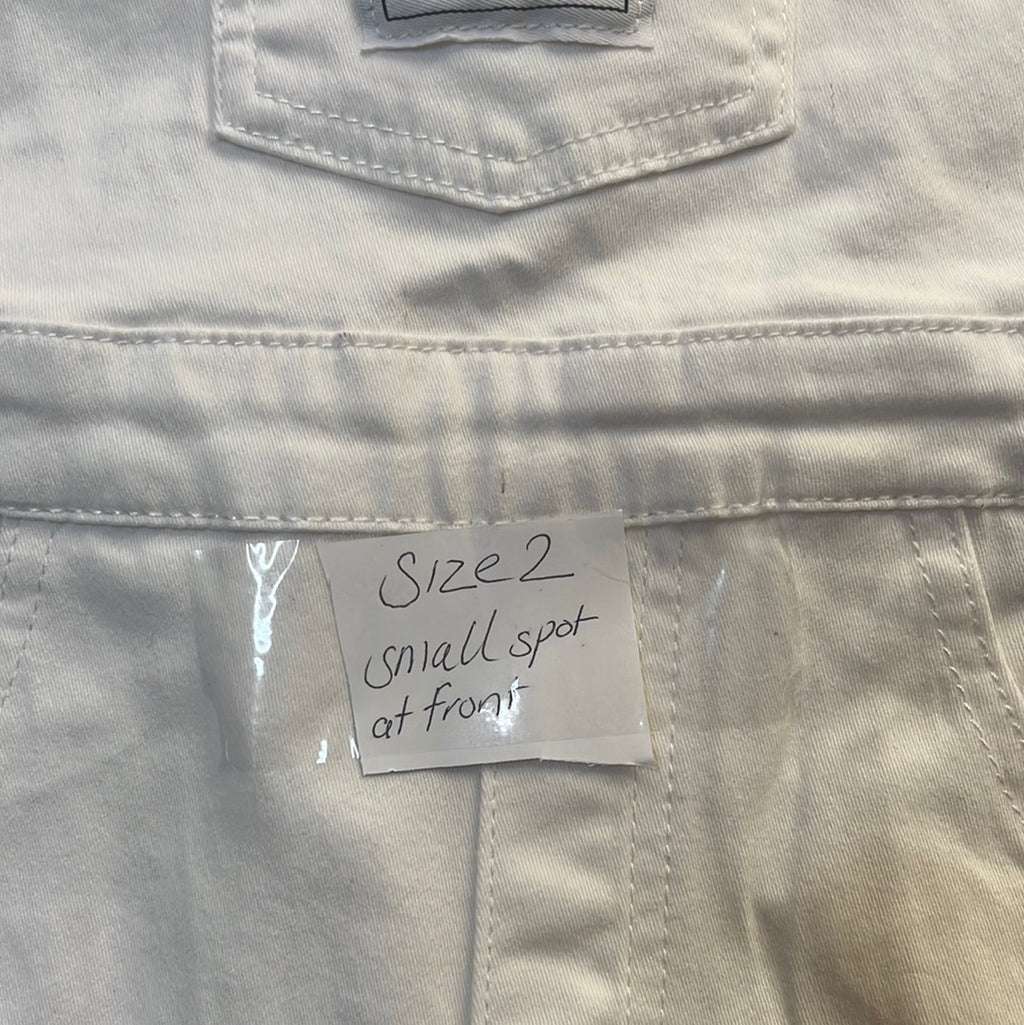 Size 2
small spot
at front